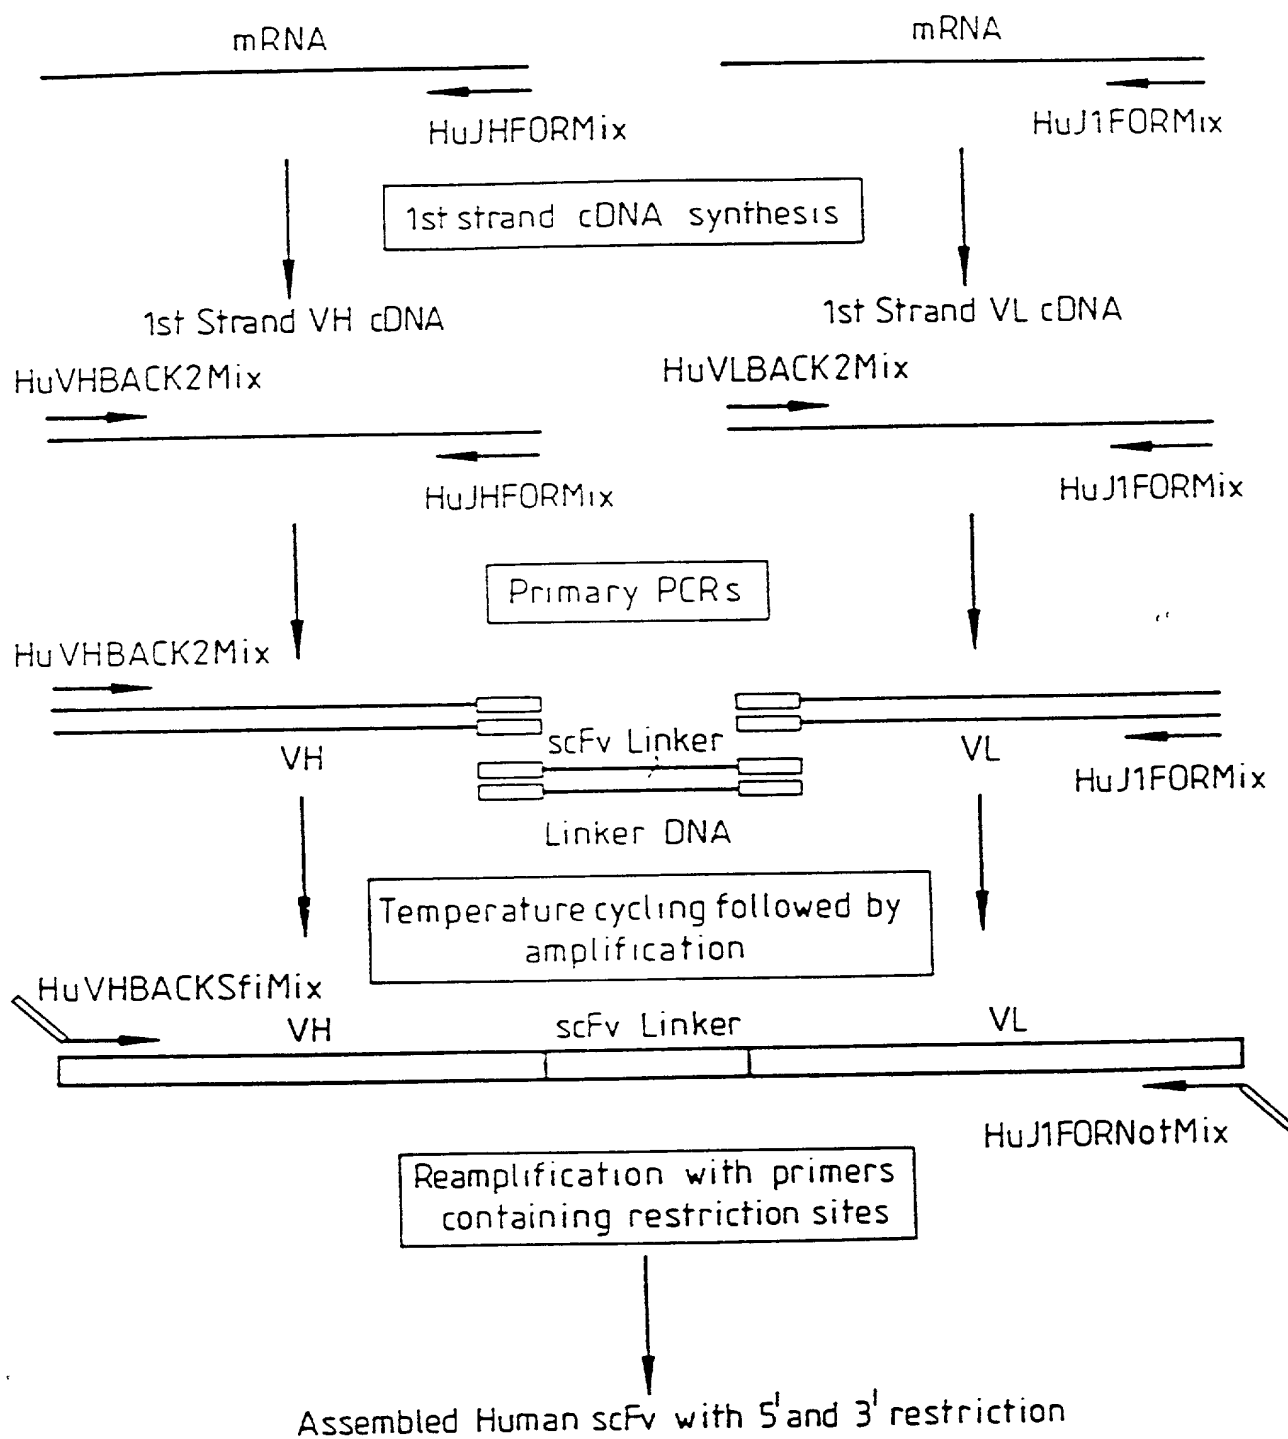 mRNA
mRNA
HuJHFORMix
HuJ1FORMix
1st strand cDNA synthesis
1st Strand VH cDNA
1st Strand VL cDNA
HuVHBACK2Mix
HuVLBACK2Mix
HuJHFORMix
HuJ1FORMix
Primary PCRs
HuVHBACK2Mix
VH
scFv Linker
VL
HuJ1FORMix
Linker DNA
Temperature cycling followed by
amplification
HuVHBACKSfiMix
VH
scFv Linker
VL
HuJ1FORNotMix
Reamplification with primers
containing restriction sites
Assembled Human scFv with 5' and 3' restriction